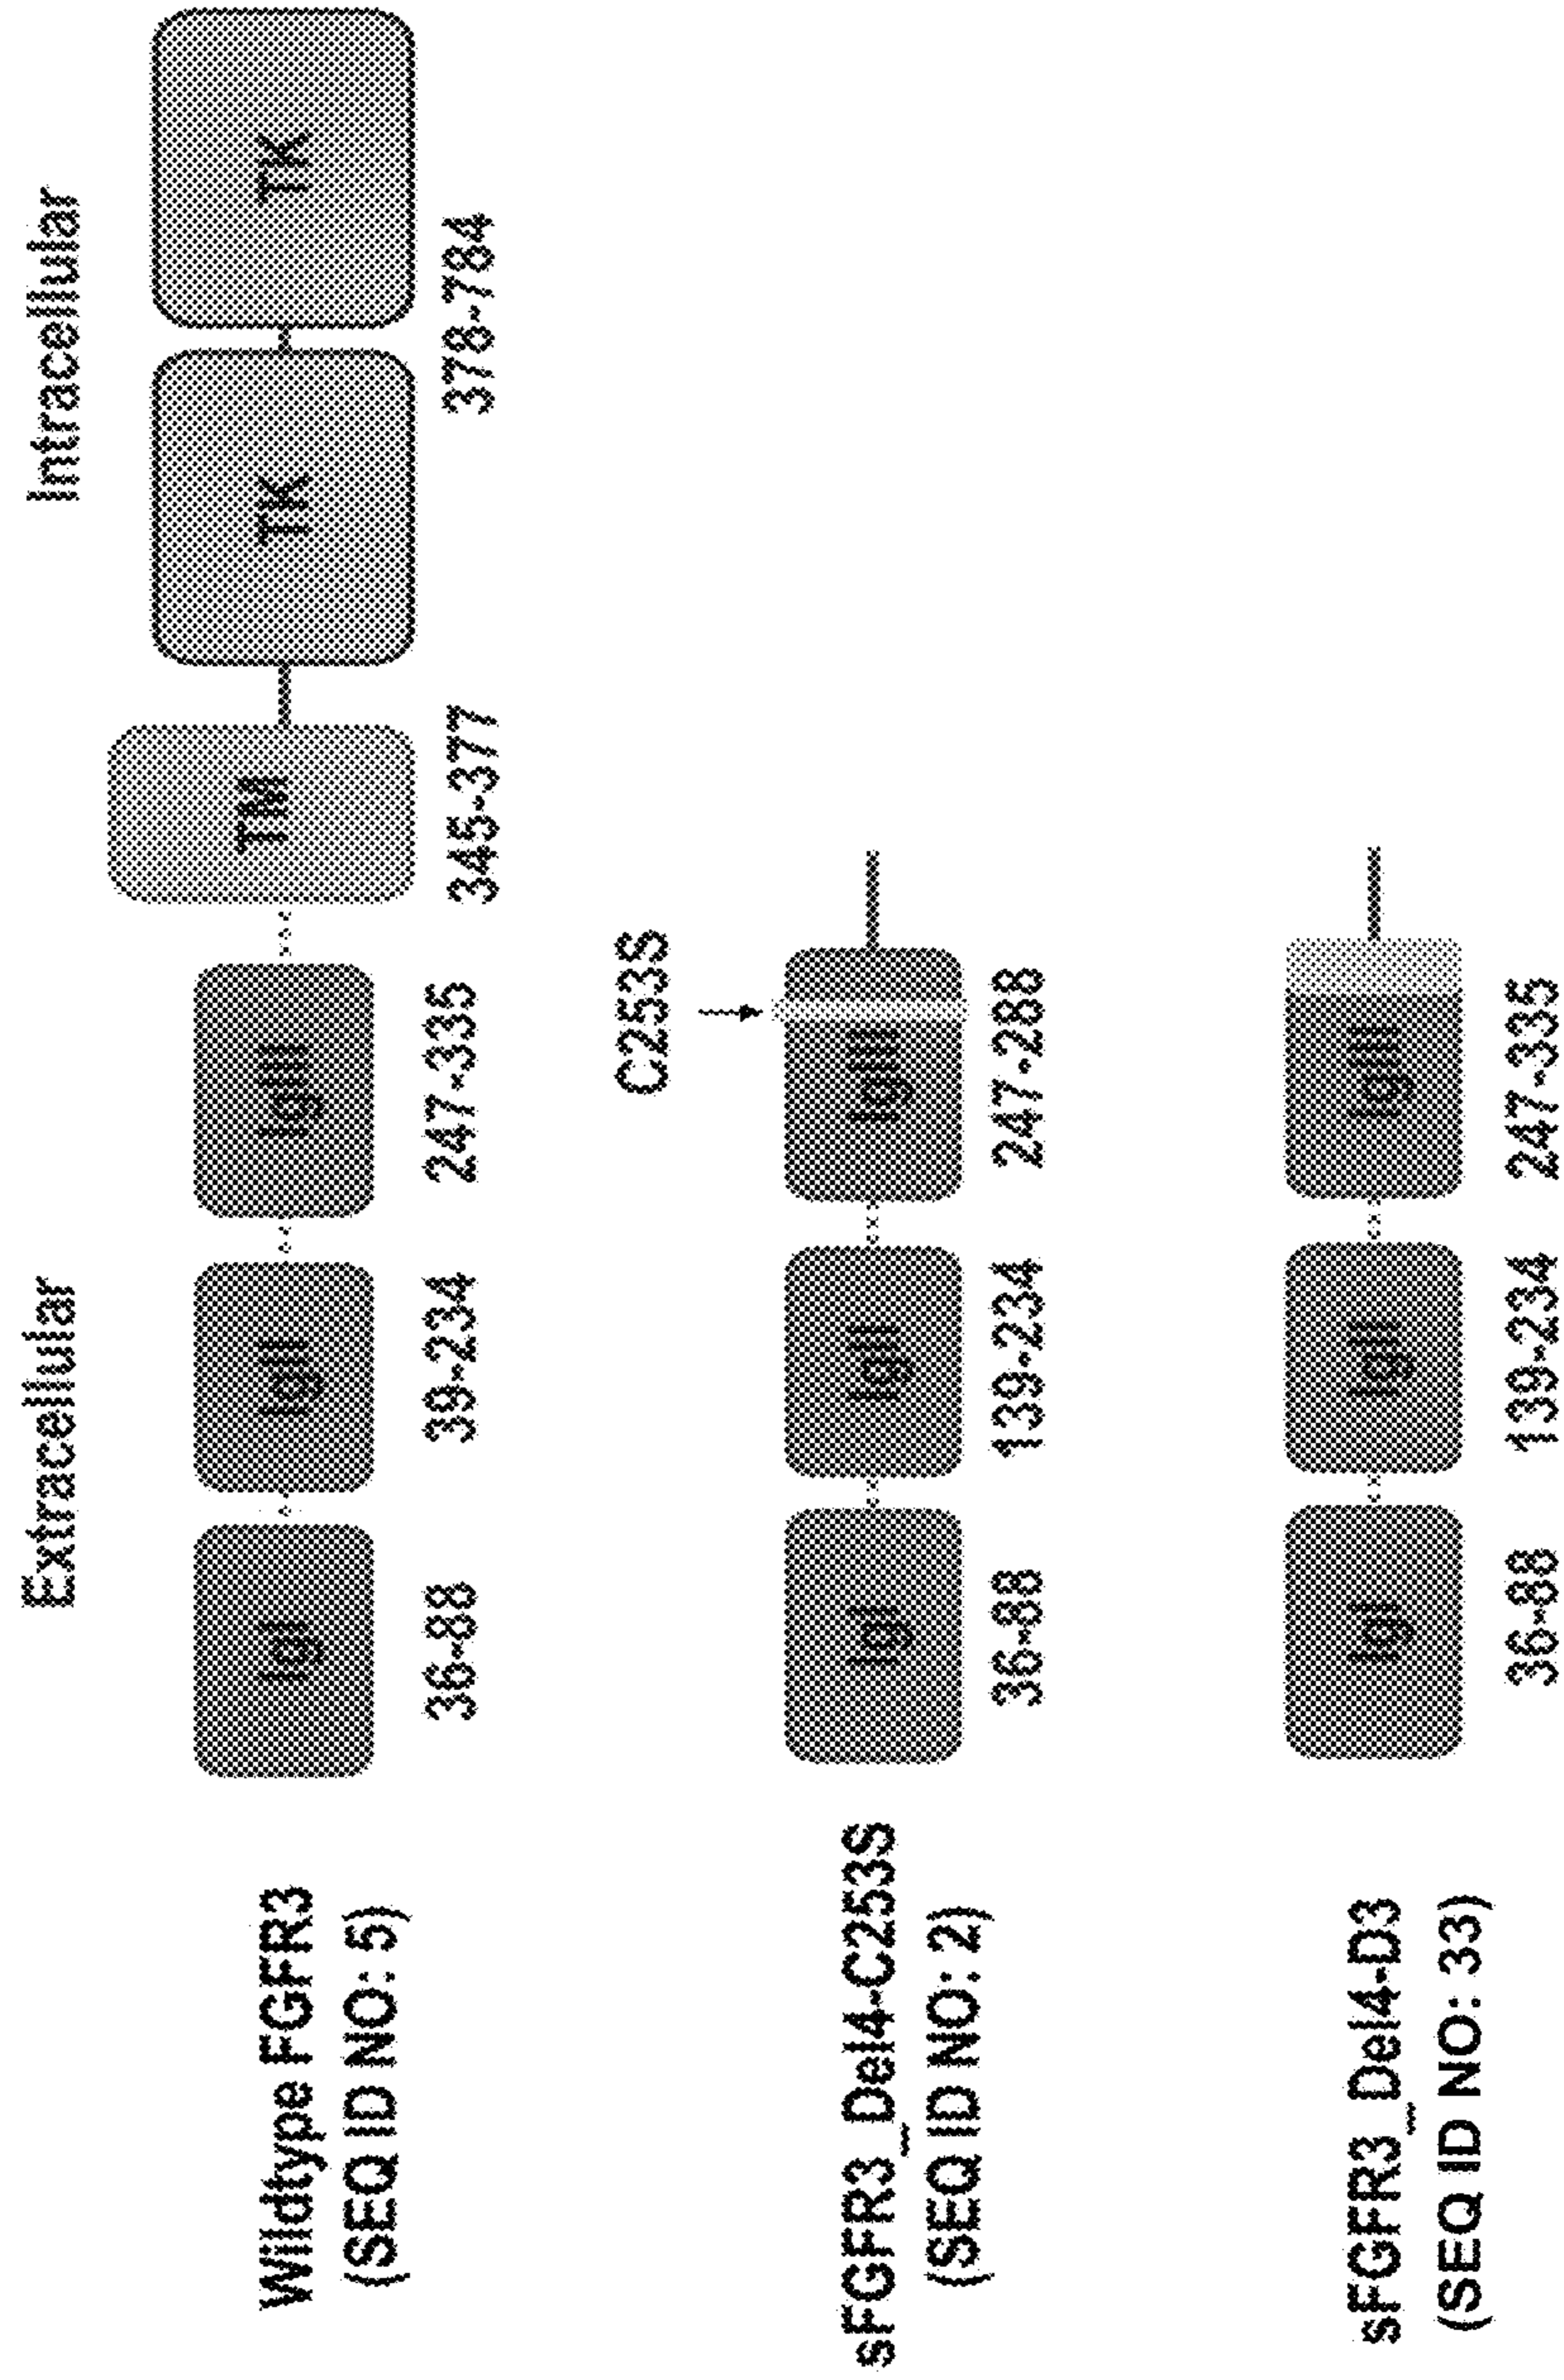 Extracellular
Intracellular
Wildtype FGFR3
(SEQ ID NO: 5)
IgI
IgII
IgIII
TM
TK
TK
36-88
39-234
247-335
345-377
378-784
C253S
sFGFR3_Del4-C253S
(SEQ ID NO: 2)
IgI
IgII
IgIII
36-88
139-234
247-288
sFGFR3_Del4-D3
(SEQ ID NO: 33)
IgI
IgII
IgIII
36-88
139-234
247-335